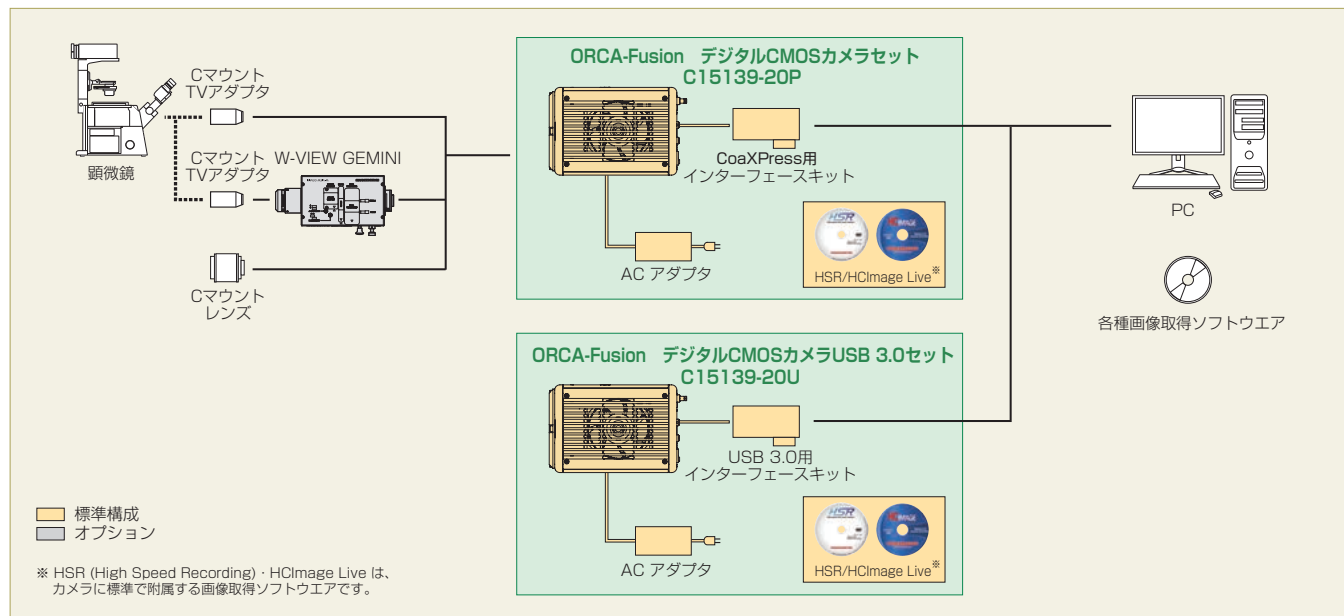 ORCA-Fusion デジタルCMOSカメラセット
C15139-20P
Cマウント
TVアダプタ
顕微鏡
Cマウント
TVアダプタ
W-VIEW GEMINI
Cマウント
レンズ
CoaXPress用
インターフェースキット
AC アダプタ
HSR
HCIMAGE
HSR/HCImage Live※
PC
各種画像取得ソフトウエア
ORCA-Fusion デジタルCMOSカメラUSB 3.0セット
C15139-20U
USB 3.0用
インターフェースキット
AC アダプタ
HSR
HCIMAGE
HSR/HCImage Live※
標準構成
オプション
※ HSR (High Speed Recording)・HCImage Live は、
カメラに標準で附属する画像取得ソフトウエアです。